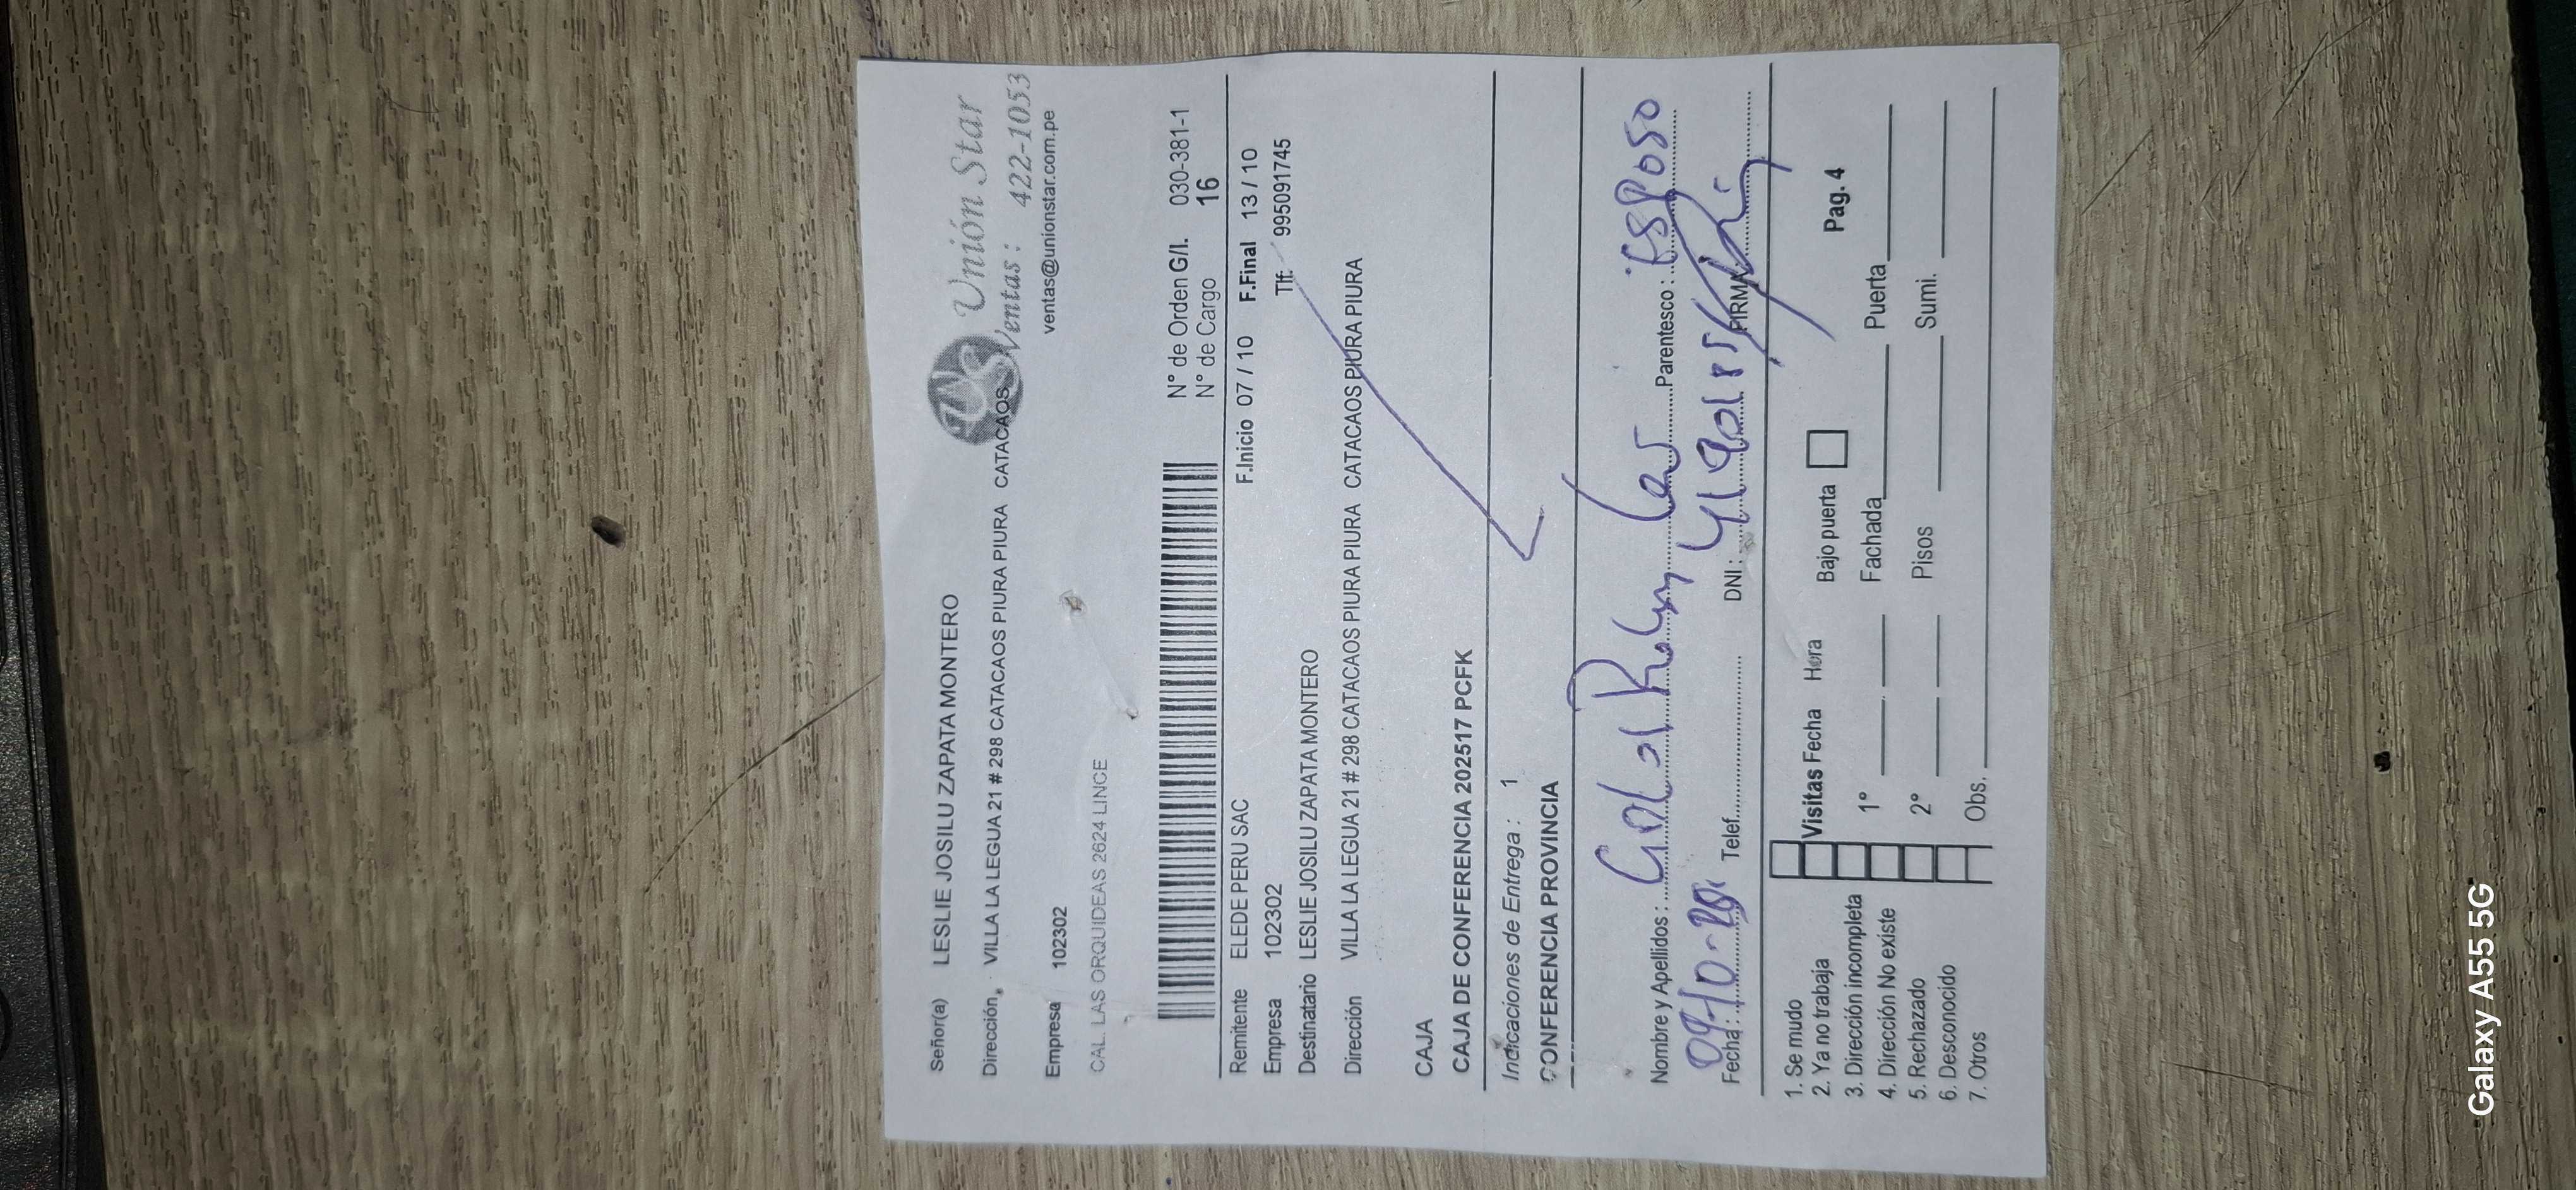 Unión Star
Ventas: 422-1053
ventas@unionstar.com.pe
Señor(a) LESLIE JOSILU ZAPATA MONTERO
Dirección. VILLA LA LEGUA 21 # 298 CATACAOS PIURA PIURA CATACAOS
Empresa 102302
CAL. LAS ORQUIDEAS 2624 LINCE
N° de Orden G/I. 030-381-1
N° de Cargo 16
Remitente ELEDE PERU SAC F.Inicio 07 / 10 F.Final 13 / 10
Empresa 102302 Tlf. 995091745
Destinatario LESLIE JOSILU ZAPATA MONTERO
Dirección VILLA LA LEGUA 21 # 298 CATACAOS PIURA PIURA CATACAOS PIURA PIURA
CAJA
CAJA DE CONFERENCIA 202517 PCFK
Indicaciones de Entrega : 1
CONFERENCIA PROVINCIA
Nombre y Apellidos : Parentesco : ESPOSO
Fecha: Telef. DNI : FIRMA
1. Se mudo
2. Ya no trabaja Visitas Fecha Hora Bajo puerta Pag. 4
3. Dirección incompleta 1° Fachada Puerta
4. Dirección No existe
5. Rechazado 2° Pisos Sumi.
6. Desconocido
7. Otros Obs.
Galaxy A55 5G